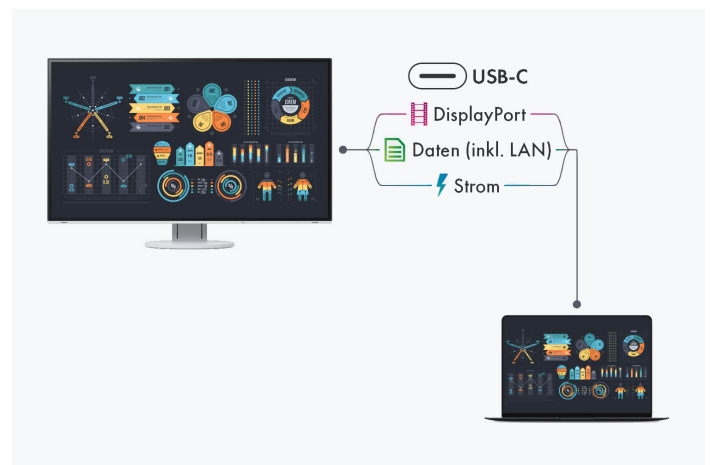 USB-C
DisplayPort
Daten (inkl. LAN)
Strom